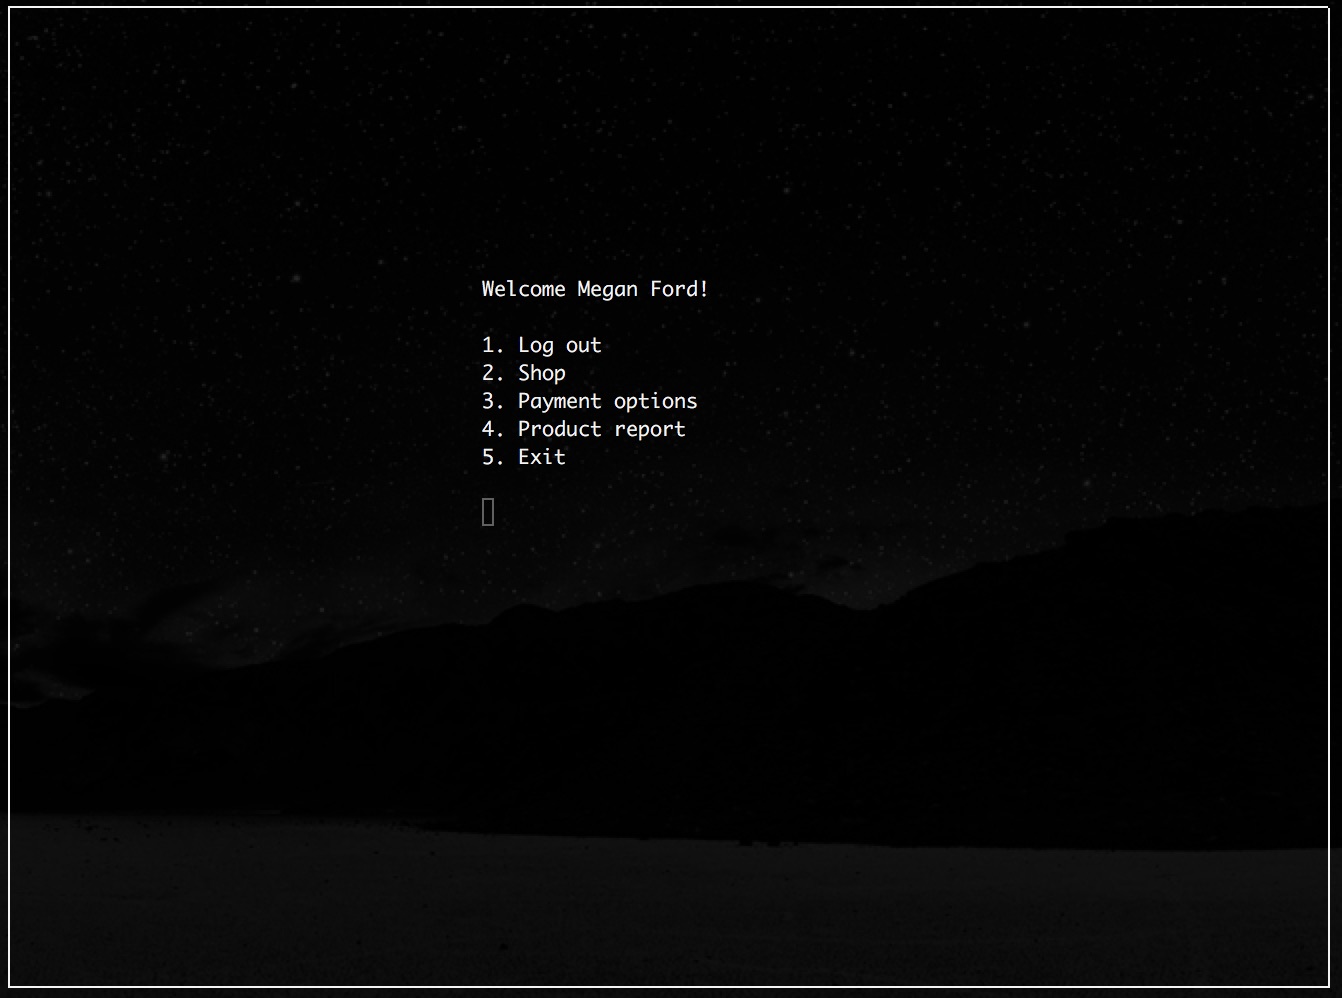 Welcome Megan Ford!
1. Log out
2. Shop
3. Payment options
4. Product report
5. Exit